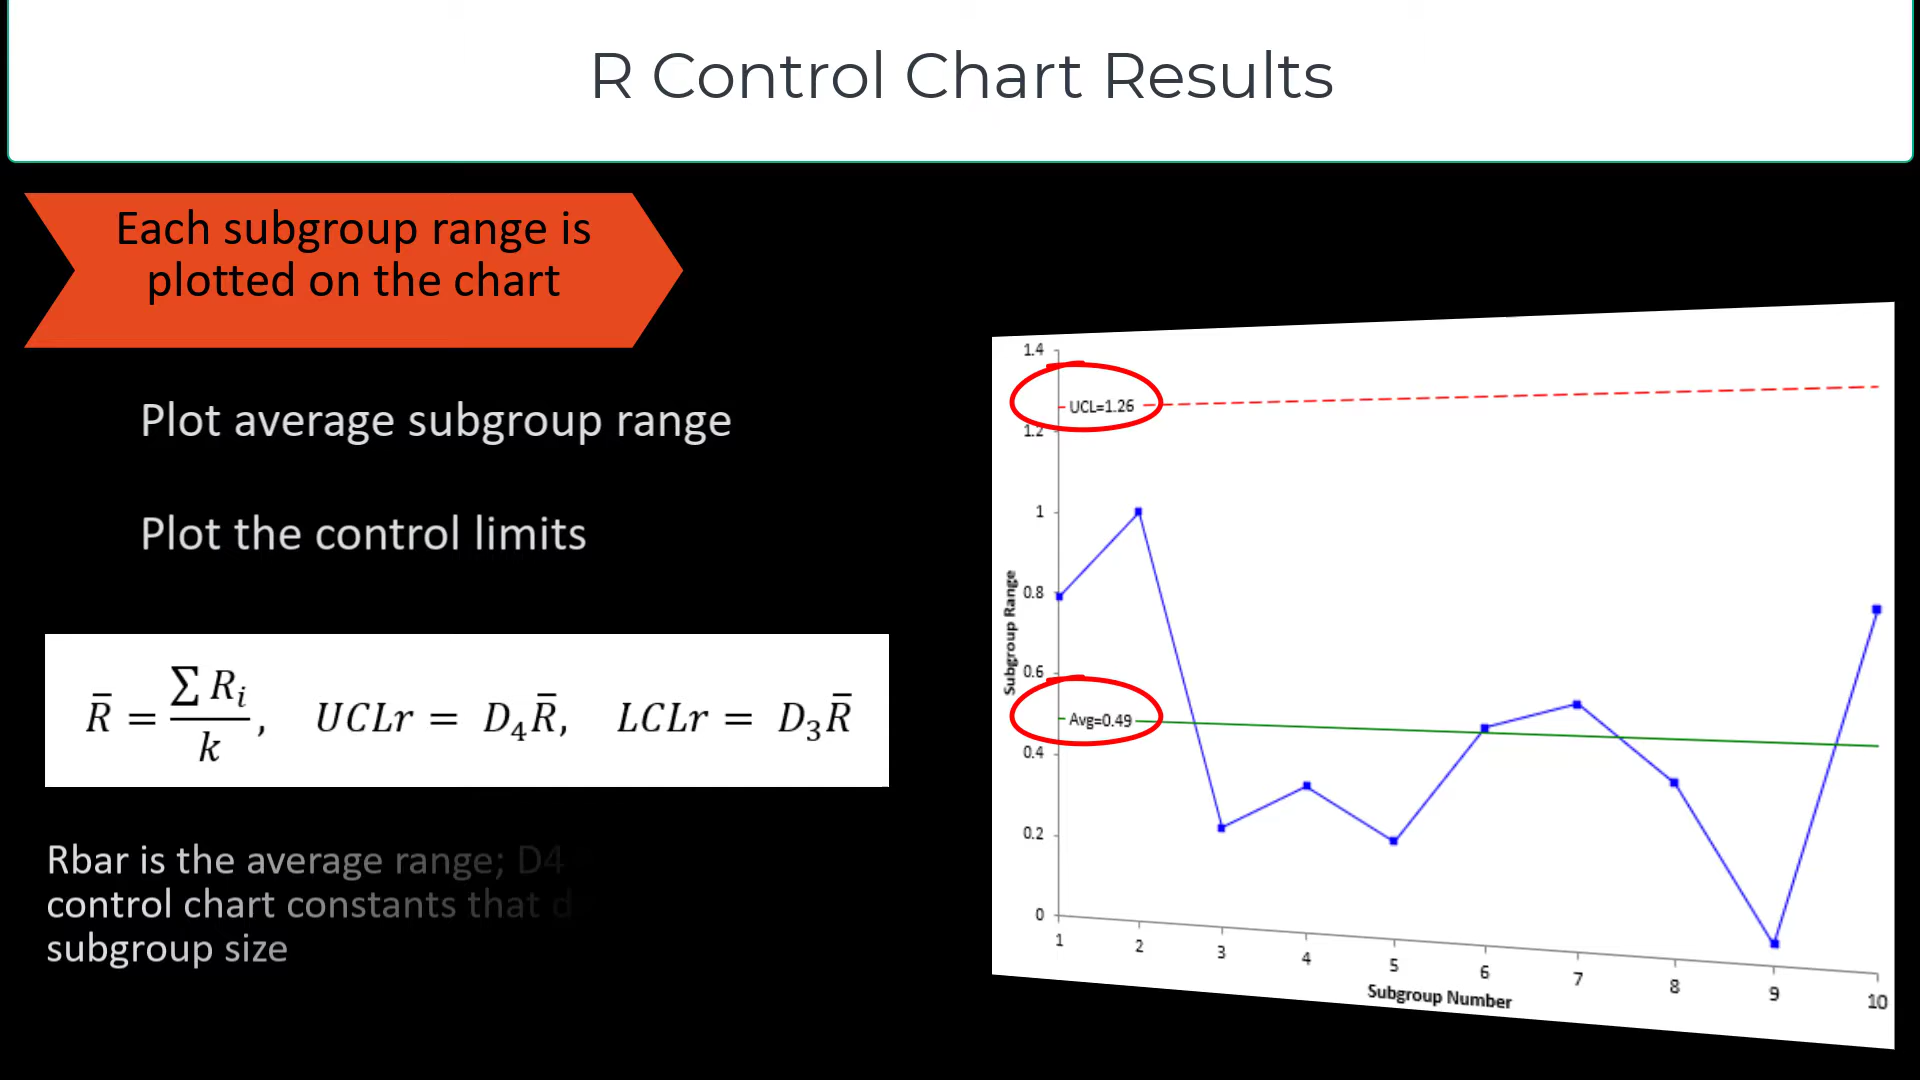 R Control Chart Results
Each subgroup range is
plotted on the chart
Plot average subgroup range
Plot the control limits
R̄ = ∑ Rᵢ / k, UCLr = D₄R̄, LCLr = D₃R̄
Rbar is the average range; D4
control chart constants that d
subgroup size
1.4
UCL=1.26
1.2
1
0.8
0.6
Avg=0.49
0.4
0.2
0
Subgroup Range
1 2 3 4 5 6 7 8 9 10
Subgroup Number